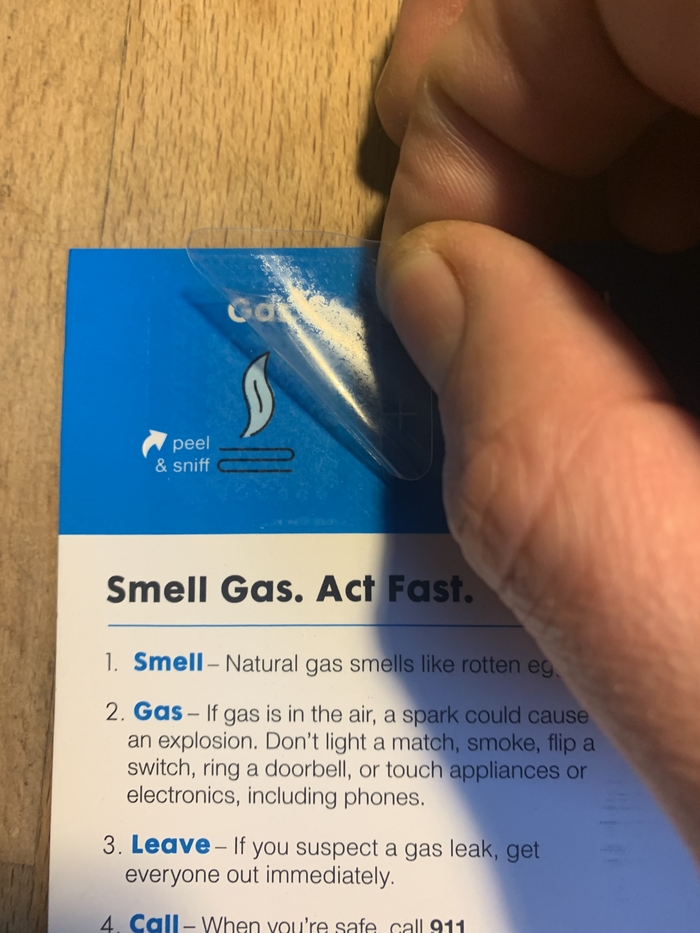 Gas
peel
& sniff
Smell Gas. Act Fast.
1. Smell – Natural gas smells like rotten
2. Gas – If gas is in the air, a spark could cause
an explosion. Don't light a match, smoke, flip a
switch, ring a doorbell, or touch appliances or
electronics, including phones.
3. Leave – If you suspect a gas leak, get
everyone out immediately.
4. Call – When you're safe, call 911